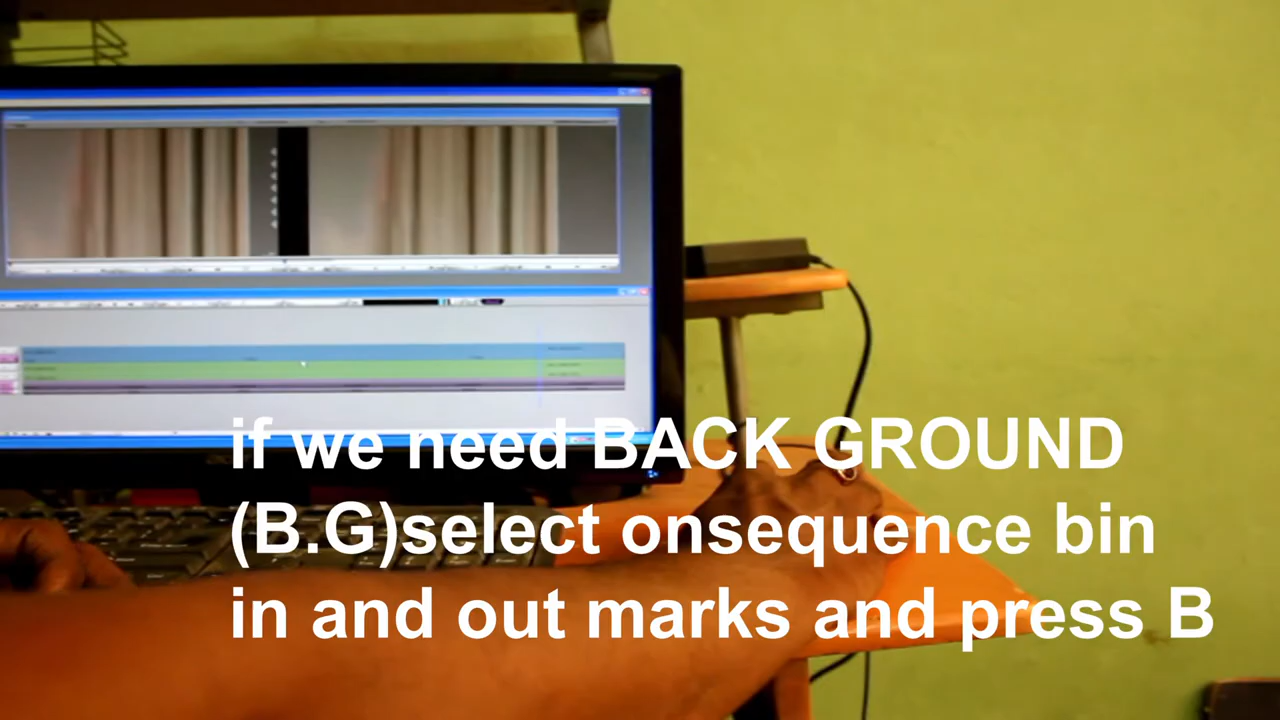 if we need BACK GROUND
(B.G)select onsequence bin
in and out marks and press B